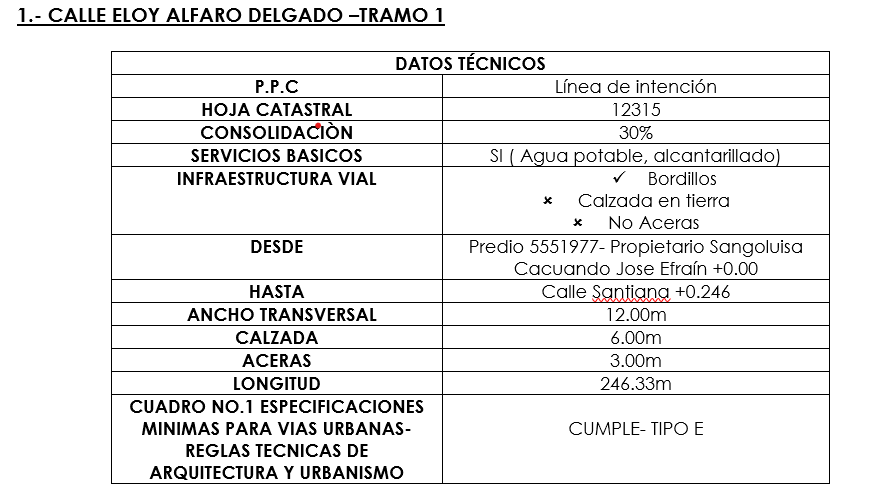 1.- CALLE ELOY ALFARO DELGADO –TRAMO 1
DATOS TÉCNICOS
P.P.C
Línea de intención
HOJA CATASTRAL
12315
CONSOLIDACIÒN
30%
SERVICIOS BASICOS
SI ( Agua potable, alcantarillado)
INFRAESTRUCTURA VIAL
✓ Bordillos
× Calzada en tierra
× No Aceras
DESDE
Predio 5551977- Propietario Sangoluisa
Cacuando Jose Efraín +0.00
HASTA
Calle Santiana +0.246
ANCHO TRANSVERSAL
12.00m
CALZADA
6.00m
ACERAS
3.00m
LONGITUD
246.33m
CUADRO NO.1 ESPECIFICACIONES
MINIMAS PARA VIAS URBANAS-
REGLAS TECNICAS DE
ARQUITECTURA Y URBANISMO
CUMPLE- TIPO E